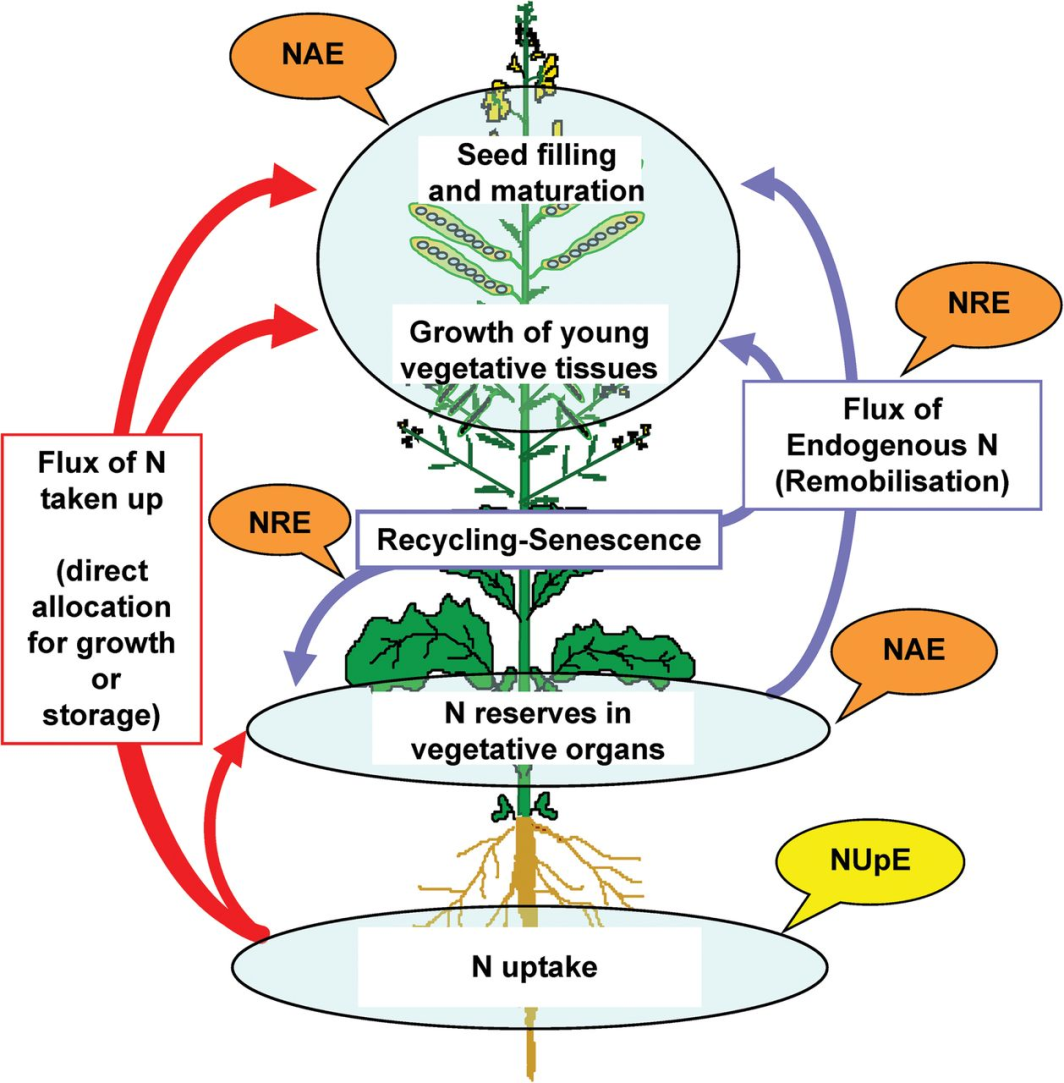 NAE
Seed filling
and maturation
Growth of young
vegetative tissues
NRE
Flux of
Endogenous N
(Remobilisation)
Flux of N
taken up
(direct
allocation
for growth
or
storage)
NRE
Recycling-Senescence
NAE
N reserves in
vegetative organs
NUpE
N uptake